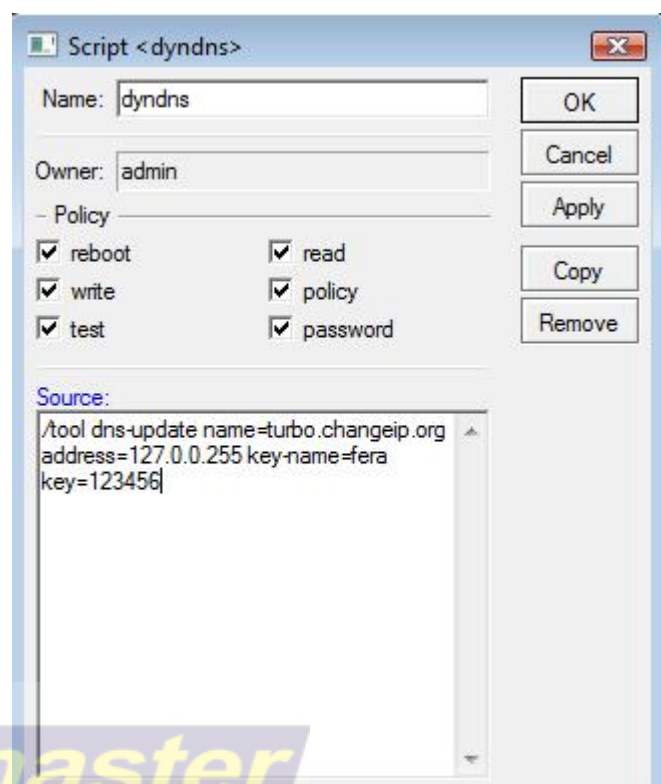 Script <dyndns>
Name: dyndns
OK
Owner: admin
Cancel
Policy
Apply
reboot
read
write
policy
Copy
test
password
Remove
Source:
/tool dns-update name=turbo.changeip.org
address=127.0.0.255 key-name=fera
key=123456
master